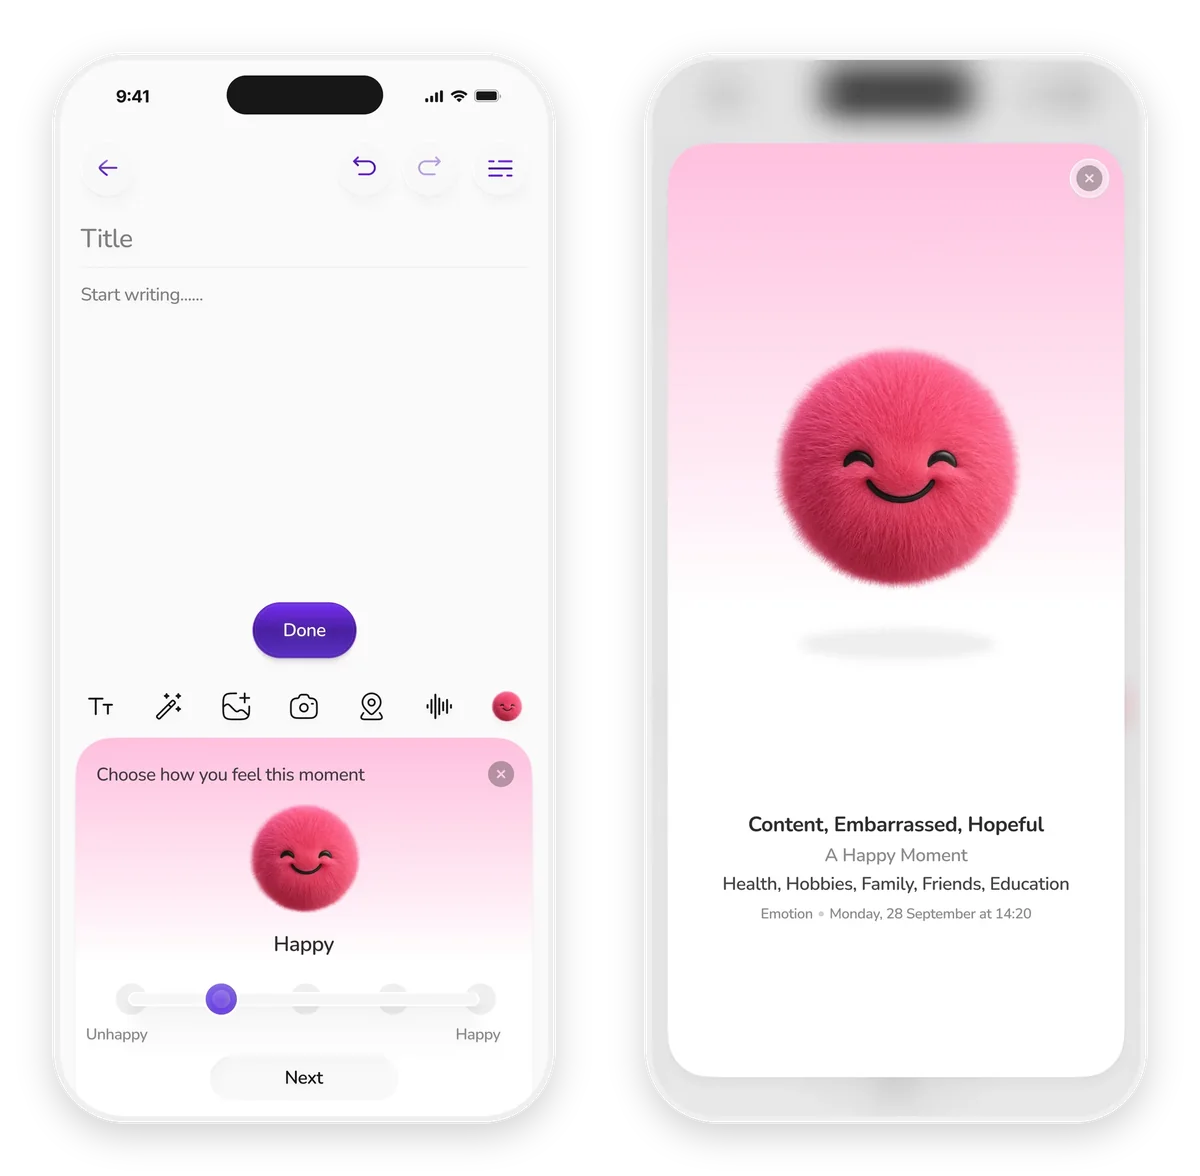 9:41
Title
Start writing......
Done
Tт
Choose how you feel this moment
Happy
Unhappy
Happy
Next
Content, Embarrassed, Hopeful
A Happy Moment
Health, Hobbies, Family, Friends, Education
Emotion • Monday, 28 September at 14:20